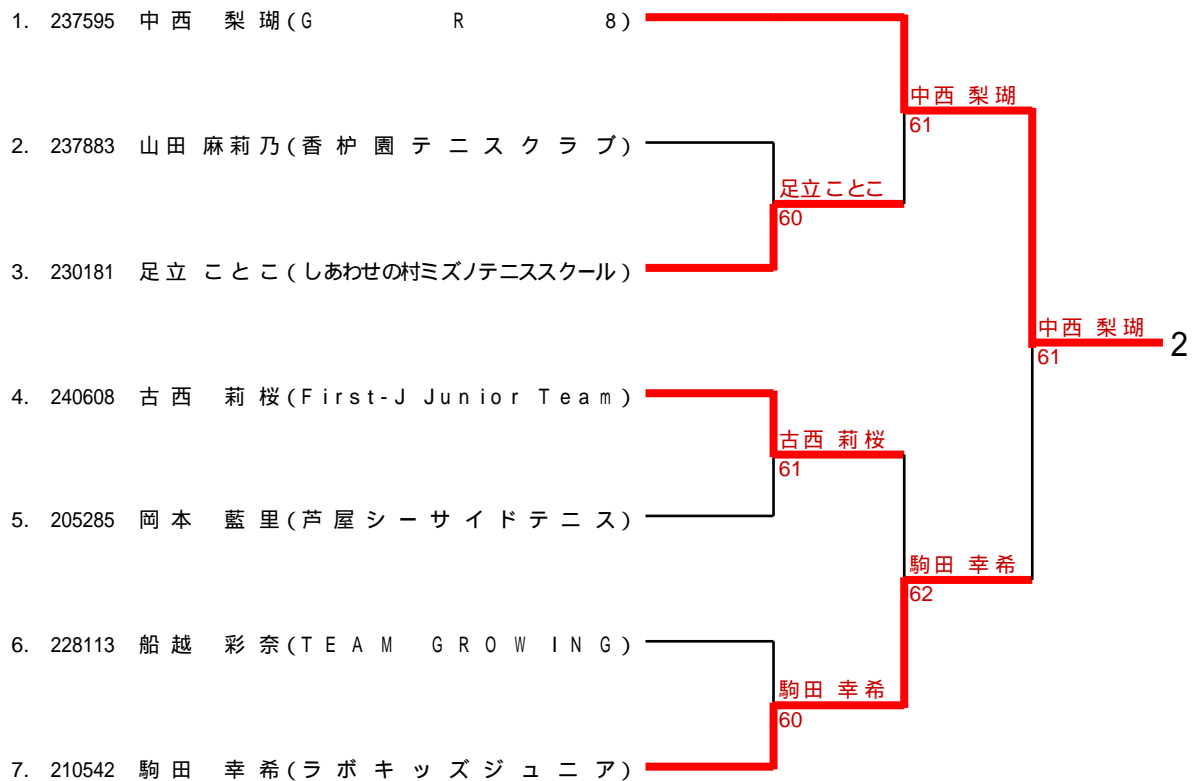 1. 237595 中西 梨瑚(GR8)
中西 梨瑚
61
2. 237883 山田 麻莉乃(香枦園テニスクラブ)
足立 ことこ
60
3. 230181 足立 ことこ(しあわせの村ミズノテニススクール)
中西 梨瑚
61
2
4. 240608 古西 莉桜(First-J Junior Team)
古西 莉桜
61
5. 205285 岡本 藍里(芦屋シーサイドテニス)
駒田 幸希
62
6. 228113 船越 彩奈(TEAM GROWING)
駒田 幸希
60
7. 210542 駒田 幸希(ラボキッズジュニア)